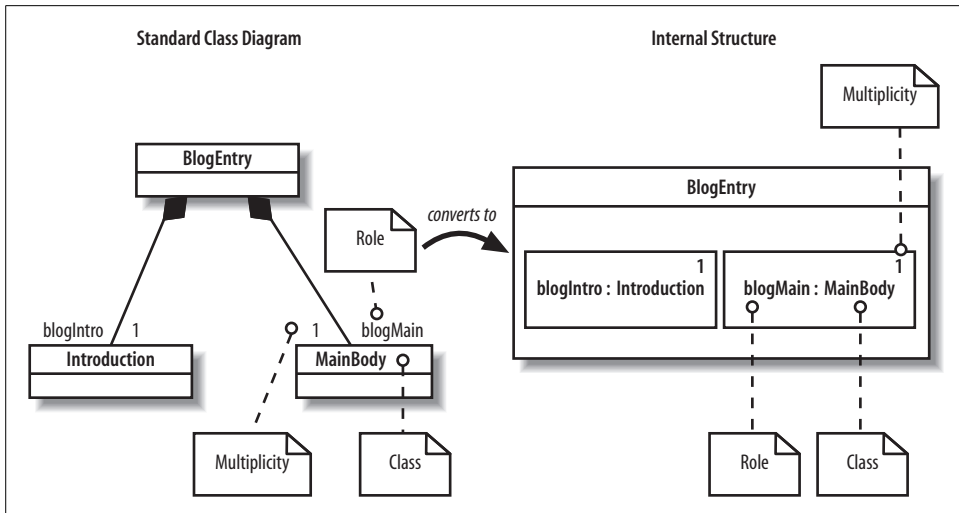 Standard Class Diagram
Internal Structure
Multiplicity
BlogEntry
BlogEntry
Role
converts to
1
1
blogIntro : Introduction
blogMain : MainBody
blogIntro 1
1 blogMain
Introduction
MainBody
Multiplicity
Class
Role
Class